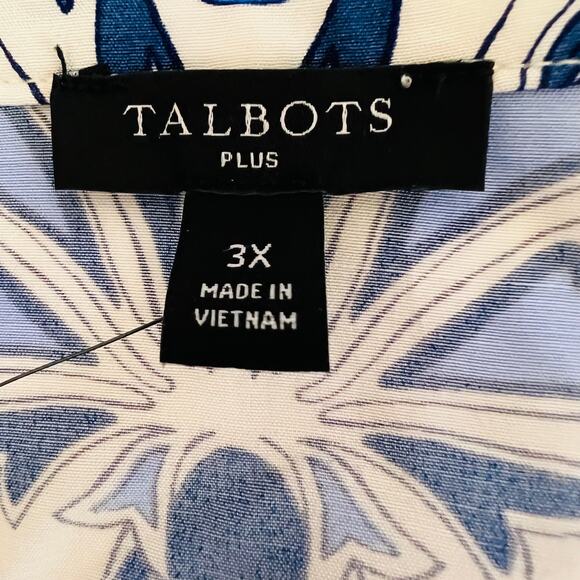 TALBOTS
PLUS
3X
MADE IN
VIETNAM